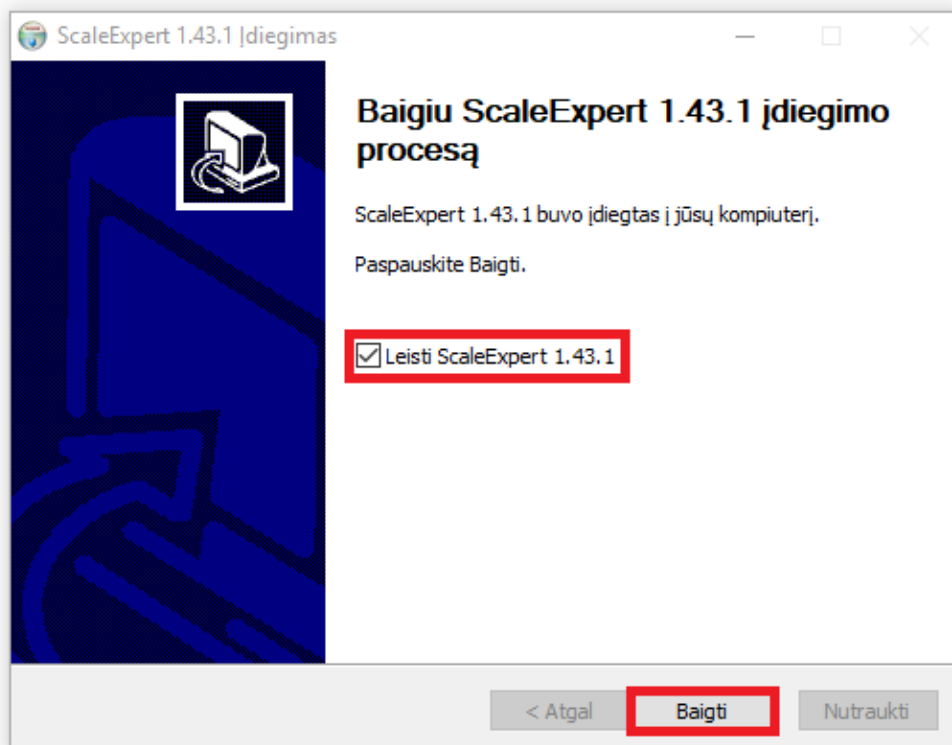 ScaleExpert 1.43.1 Įdiegimas
Baigiu ScaleExpert 1.43.1 įdiegimo
procesą
ScaleExpert 1.43.1 buvo įdiegtas į jūsų kompiuterį.
Paspauskite Baigti.
Leisti ScaleExpert 1.43.1
< Atgal
Baigti
Nutraukti